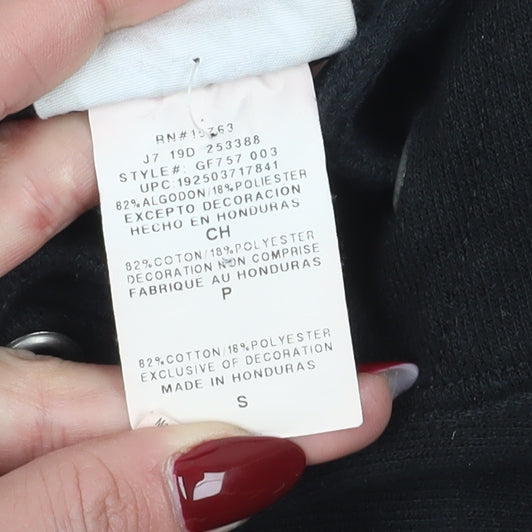 RN#15763
J7 19D 253388
STYLE#: GF757 003
UPC:192503717841
82%ALGODON/18%POLIESTER
EXCEPTO DECORACION
HECHO EN HONDURAS
CH
82%COTON/18%POLYESTER
DECORATION NON COMPRISE
FABRIQUÉ AU HONDURAS
P
82%COTTON/18%POLYESTER
EXCLUSIVE OF DECORATION
MADE IN HONDURAS
S